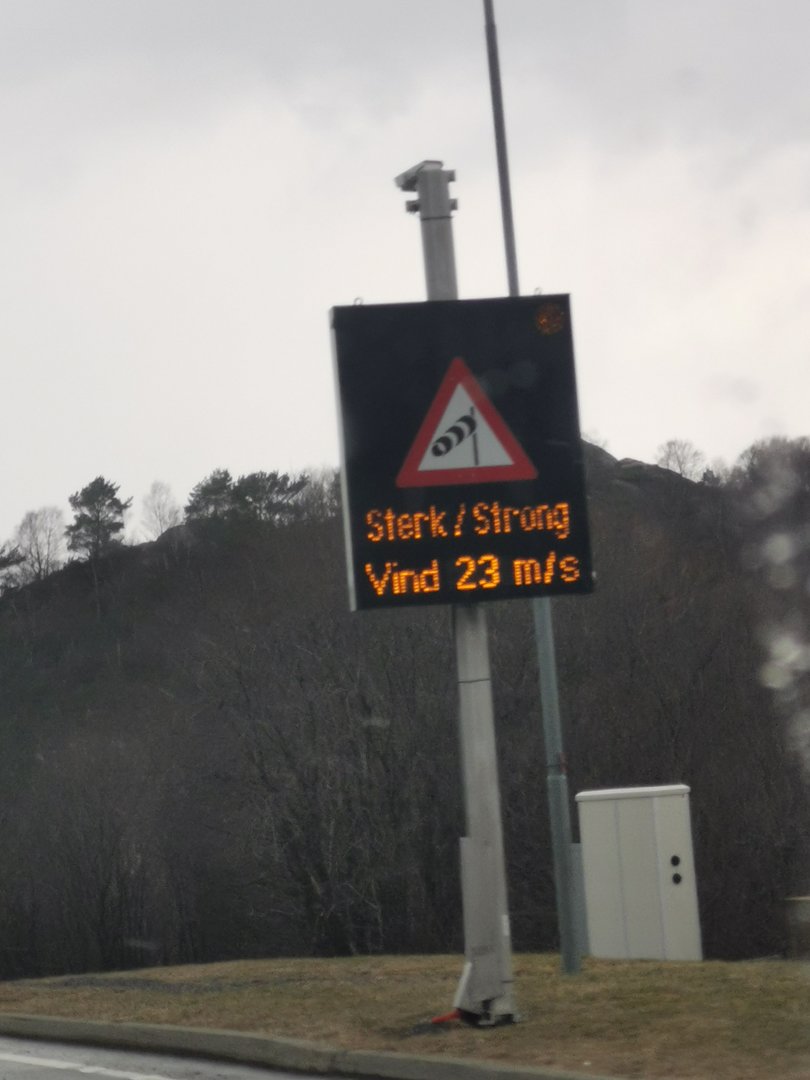 Sterk / Strong
Vind 23 m/s